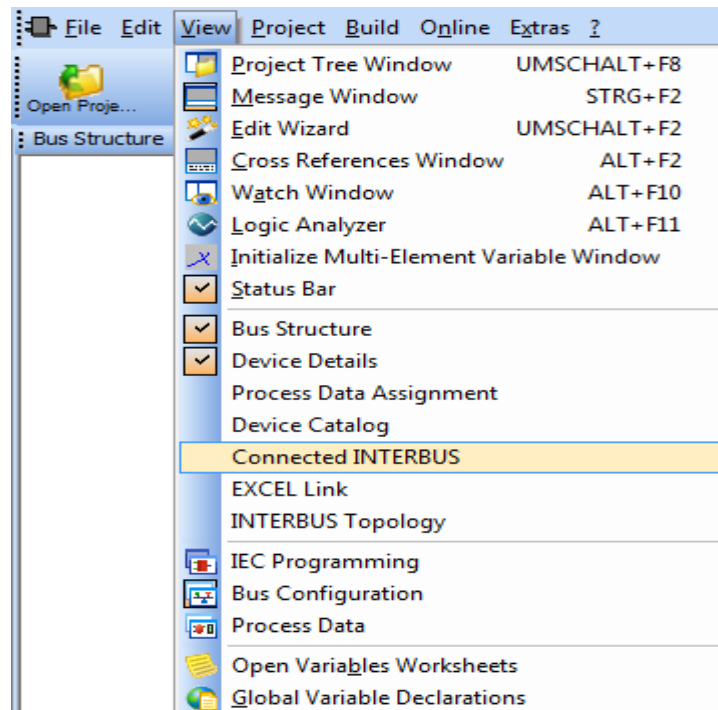 File Edit View Project Build Online Extras ?
Open Proje...
Bus Structure
Project Tree Window UMSCHALT+F8
Message Window STRG+F2
Edit Wizard UMSCHALT+F2
Cross References Window ALT+F2
Watch Window ALT+F10
Logic Analyzer ALT+F11
Initialize Multi-Element Variable Window
Status Bar
Bus Structure
Device Details
Process Data Assignment
Device Catalog
Connected INTERBUS
EXCEL Link
INTERBUS Topology
IEC Programming
Bus Configuration
Process Data
Open Variables Worksheets
Global Variable Declarations